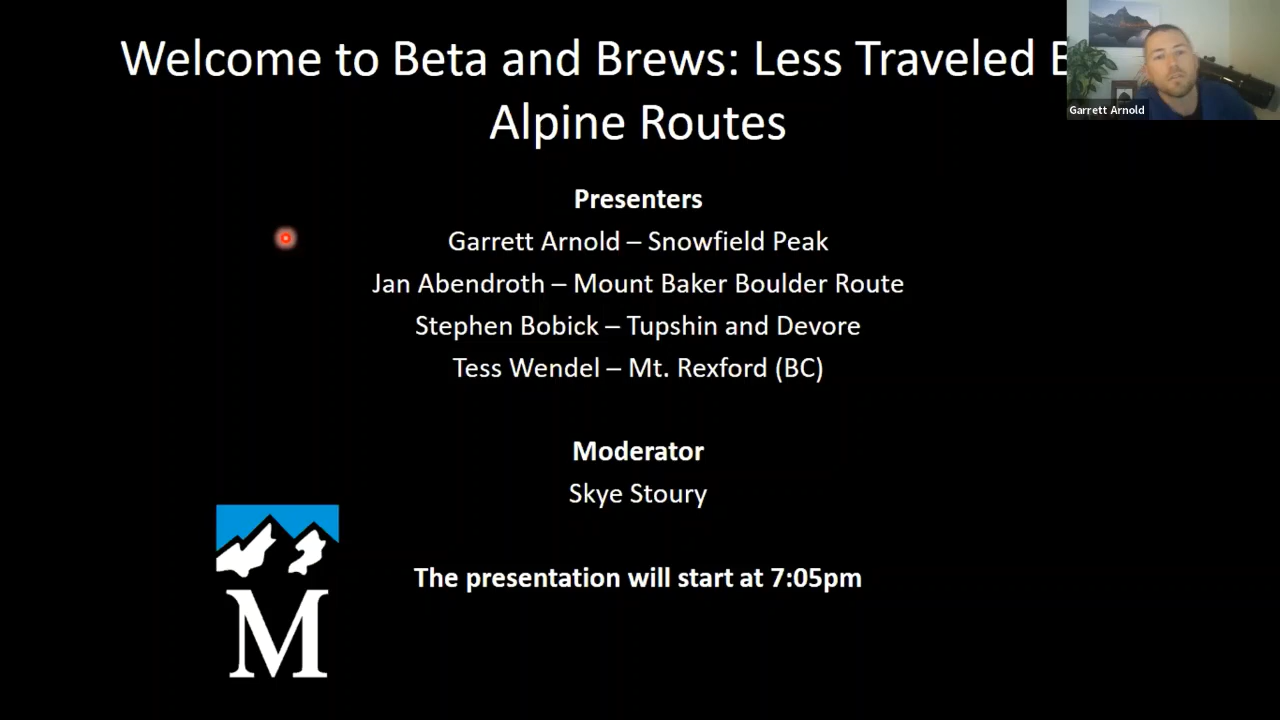 Welcome to Beta and Brews: Less Traveled
Alpine Routes
Garrett Arnold
Presenters
Garrett Arnold – Snowfield Peak
Jan Abendroth – Mount Baker Boulder Route
Stephen Bobick – Tupshin and Devore
Tess Wendel – Mt. Rexford (BC)
Moderator
Skye Stoury
The presentation will start at 7:05pm
M